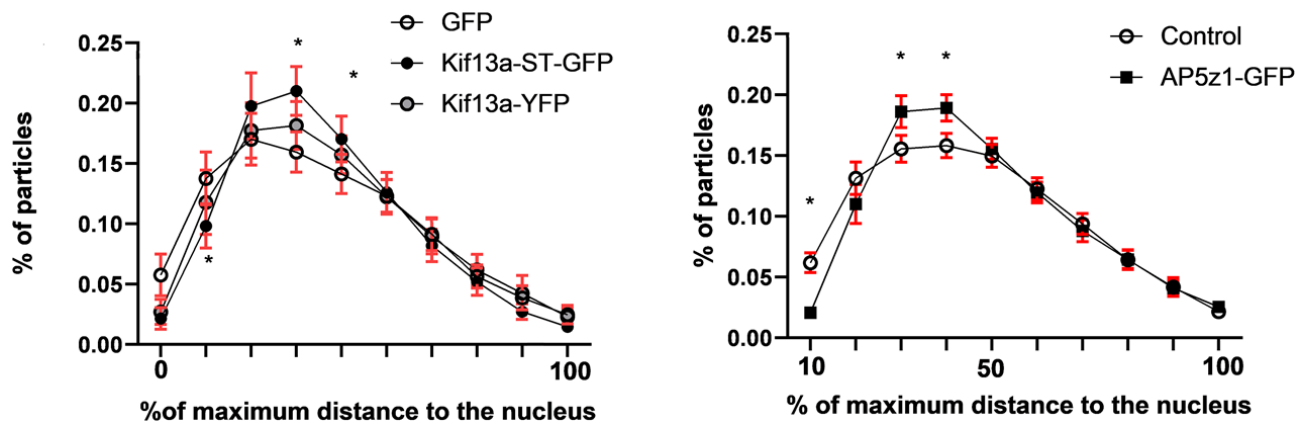 GFP
Kif13a-ST-GFP
Kif13a-YFP
0.25
0.20
0.15
0.10
0.05
0.00
% of particles
* * *
0 100
%of maximum distance to the nucleus
Control
AP5z1-GFP
0.25
0.20
0.15
0.10
0.05
0.00
% of particles
* * *
10 50 100
% of maximum distance to the nucleus